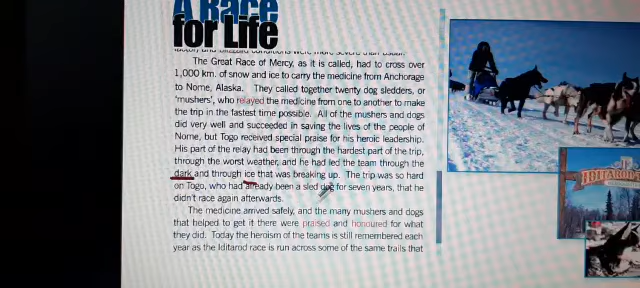 A Race
for Life
blizzard conditions were more severe than usual.
The Great Race of Mercy, as it is called, had to cross over
1,000 km. of snow and ice to carry the medicine from Anchorage
to Nome, Alaska. They called together twenty dog sledders, or
'mushers', who relayed the medicine from one to another to make
the trip in the fastest time possible. All of the mushers and dogs
did very well and succeeded in saving the lives of the people of
Nome, but Togo received special praise for his heroic leadership.
His part of the relay had been through the hardest part of the trip,
through the worst weather, and he had led the team through the
dark and through ice that was breaking up. The trip was so hard
on Togo, who had already been a sled dog for seven years, that he
didn't race again afterwards.
The medicine arrived safely, and the many mushers and dogs
that helped to get it there were praised and honoured for what
they did. Today the heroism of the teams is still remembered each
year as the Iditarod race is run across some of the same trails that
IDITAROD